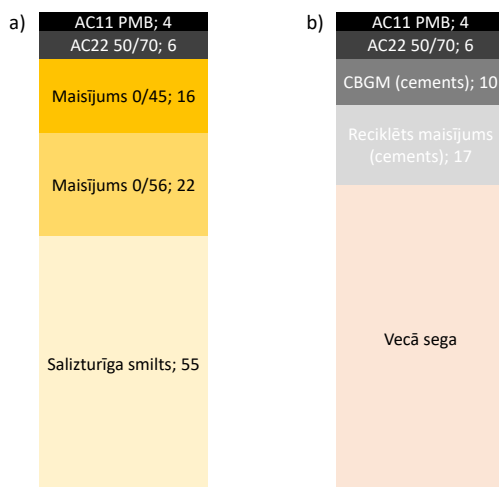 a)
AC11 PMB; 4
AC22 50/70; 6
Maisījums 0/45; 16
Maisījums 0/56; 22
Salizturīga smilts; 55
b)
AC11 PMB; 4
AC22 50/70; 6
CBGM (cements); 10
Reciklēts maisījums
(cements); 17
Vecā sega